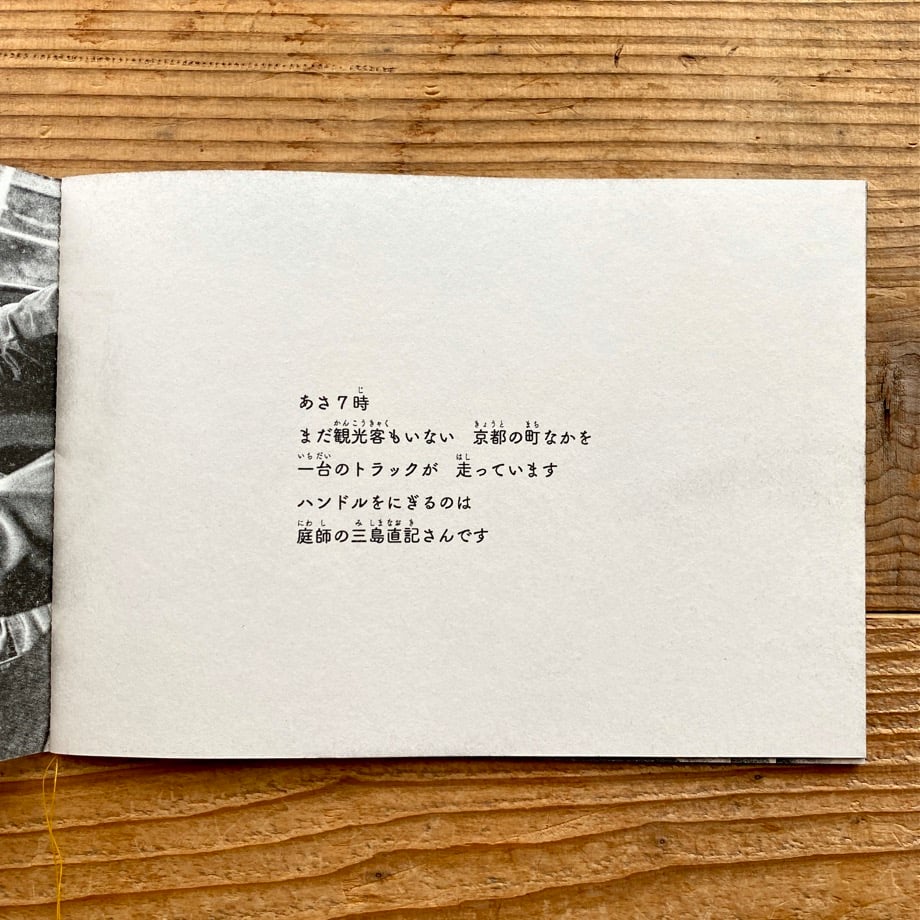 あさ7時
まだ観光客もいない　京都の町なかを
一台のトラックが　走っています
ハンドルをにぎるのは
庭師の三島直記さんです